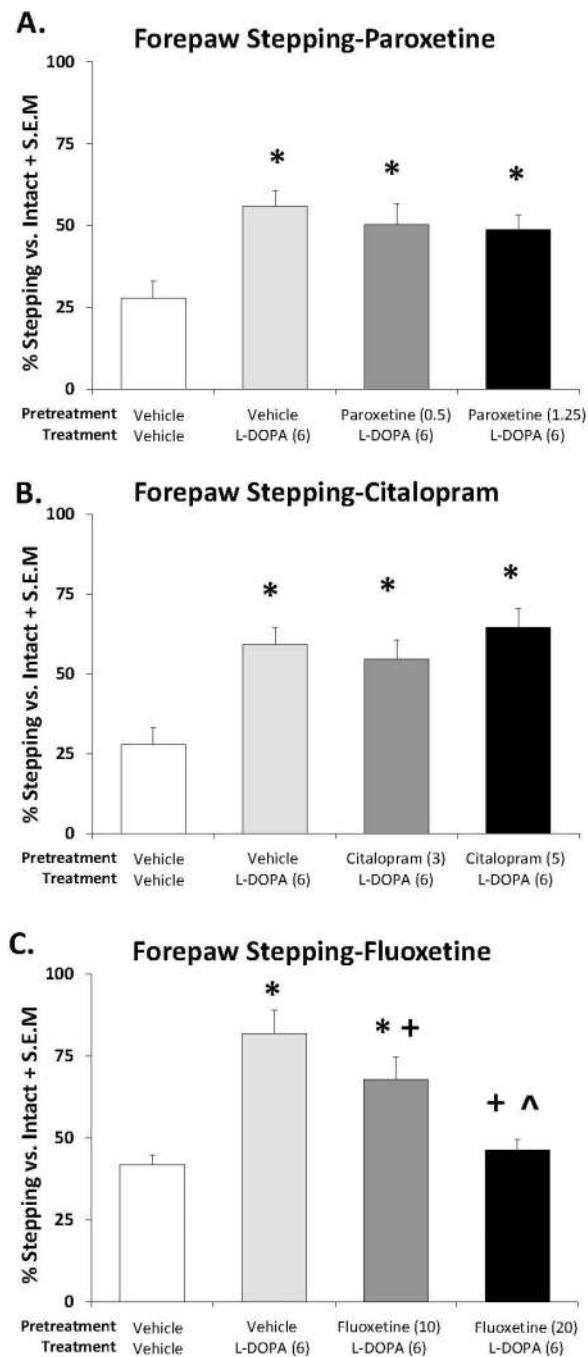 A.
Forepaw Stepping-Paroxetine
% Stepping vs. Intact + S.E.M
100
75
50
25
0
* * *
Pretreatment Vehicle Vehicle Paroxetine (0.5) Paroxetine (1.25)
Treatment Vehicle L-DOPA (6) L-DOPA (6) L-DOPA (6)
B.
Forepaw Stepping-Citalopram
% Stepping vs. Intact + S.E.M
100
75
50
25
0
* * *
Pretreatment Vehicle Vehicle Citalopram (3) Citalopram (5)
Treatment Vehicle L-DOPA (6) L-DOPA (6) L-DOPA (6)
C.
Forepaw Stepping-Fluoxetine
% Stepping vs. Intact + S.E.M
100
75
50
25
0
*
* +
+ ^
Pretreatment Vehicle Vehicle Fluoxetine (10) Fluoxetine (20)
Treatment Vehicle L-DOPA (6) L-DOPA (6) L-DOPA (6)